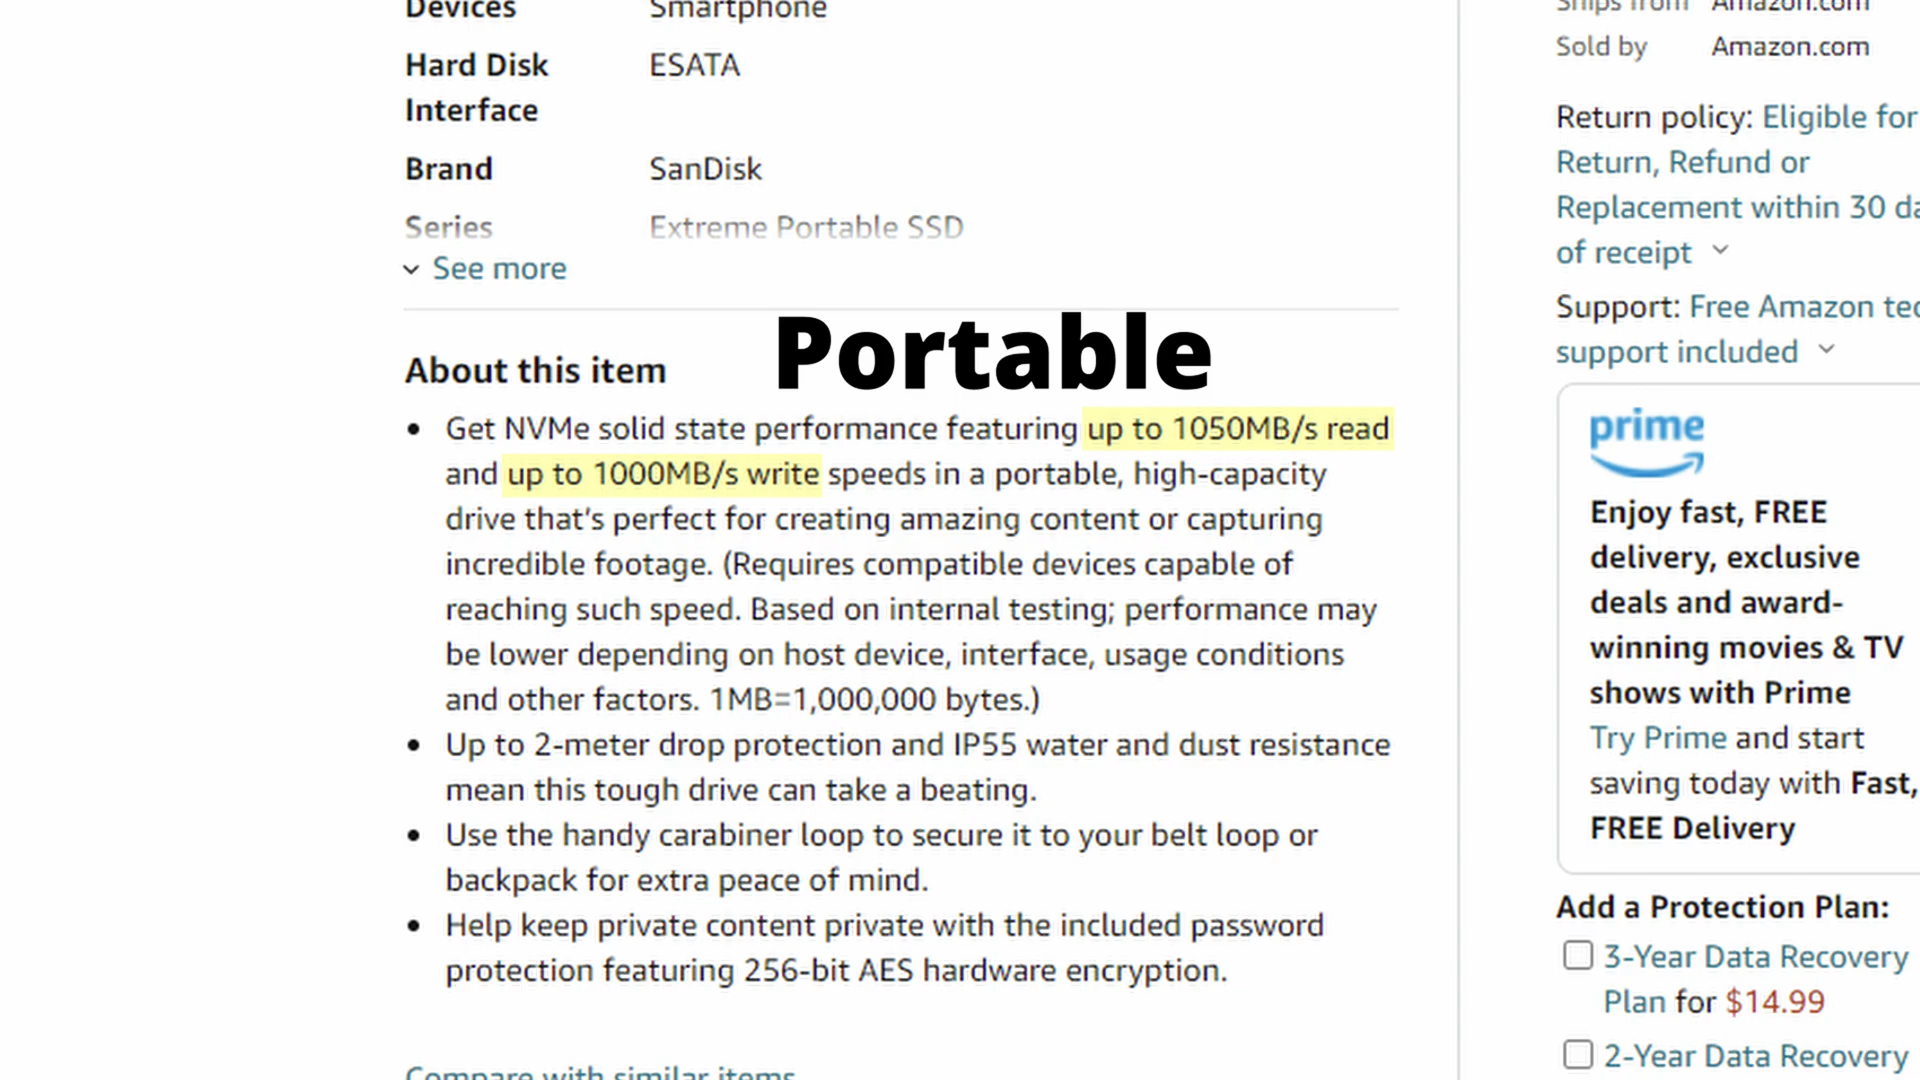 Devices Smartphone
Hard Disk ESATA
Interface
Brand SanDisk
Series Extreme Portable SSD
See more
Portable
About this item
Get NVMe solid state performance featuring up to 1050MB/s read
and up to 1000MB/s write speeds in a portable, high-capacity
drive that's perfect for creating amazing content or capturing
incredible footage. (Requires compatible devices capable of
reaching such speed. Based on internal testing; performance may
be lower depending on host device, interface, usage conditions
and other factors. 1MB=1,000,000 bytes.)
Up to 2-meter drop protection and IP55 water and dust resistance
mean this tough drive can take a beating.
Use the handy carabiner loop to secure it to your belt loop or
backpack for extra peace of mind.
Help keep private content private with the included password
protection featuring 256-bit AES hardware encryption.
Compare with similar items
Ships from Amazon.com
Sold by Amazon.com
Return policy: Eligible for
Return, Refund or
Replacement within 30 da
of receipt
Support: Free Amazon tec
support included
prime
Enjoy fast, FREE
delivery, exclusive
deals and award-
winning movies & TV
shows with Prime
Try Prime and start
saving today with Fast,
FREE Delivery
Add a Protection Plan:
3-Year Data Recovery
Plan for $14.99
2-Year Data Recovery